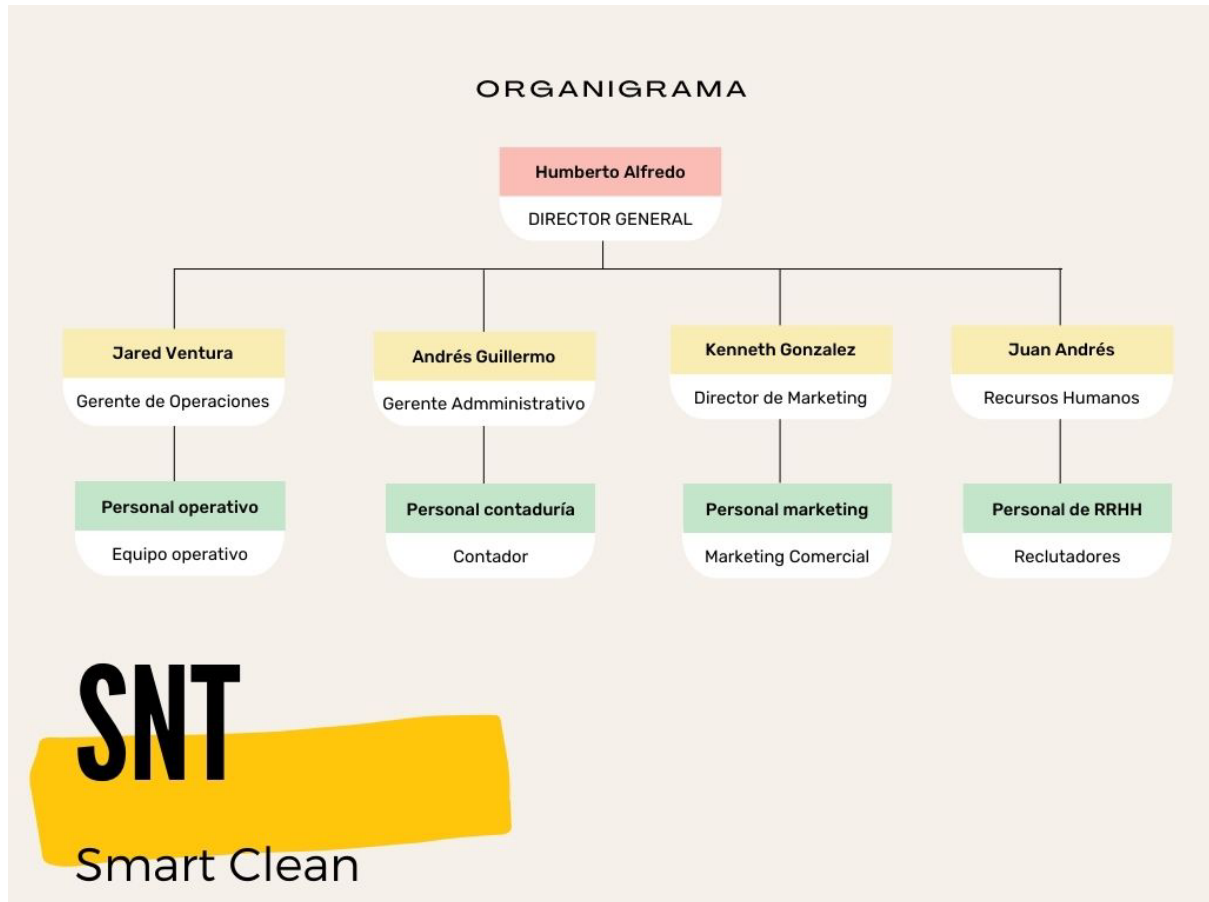 ORGANIGRAMA
Humberto Alfredo
DIRECTOR GENERAL
Jared Ventura
Gerente de Operaciones
Andrés Guillermo
Gerente Admministrativo
Kenneth Gonzalez
Director de Marketing
Juan Andrés
Recursos Humanos
Personal operativo
Equipo operativo
Personal contaduría
Contador
Personal marketing
Marketing Comercial
Personal de RRHH
Reclutadores
SNT
Smart Clean